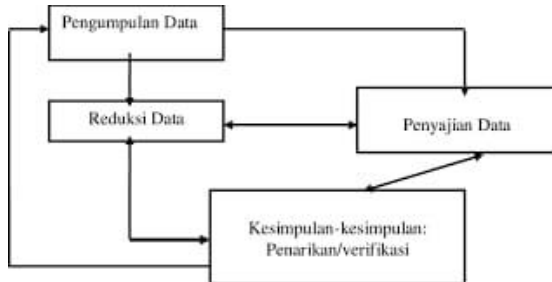 Pengumpulan Data
Reduksi Data
Penyajian Data
Kesimpulan-kesimpulan:
Penarikan/verifikasi